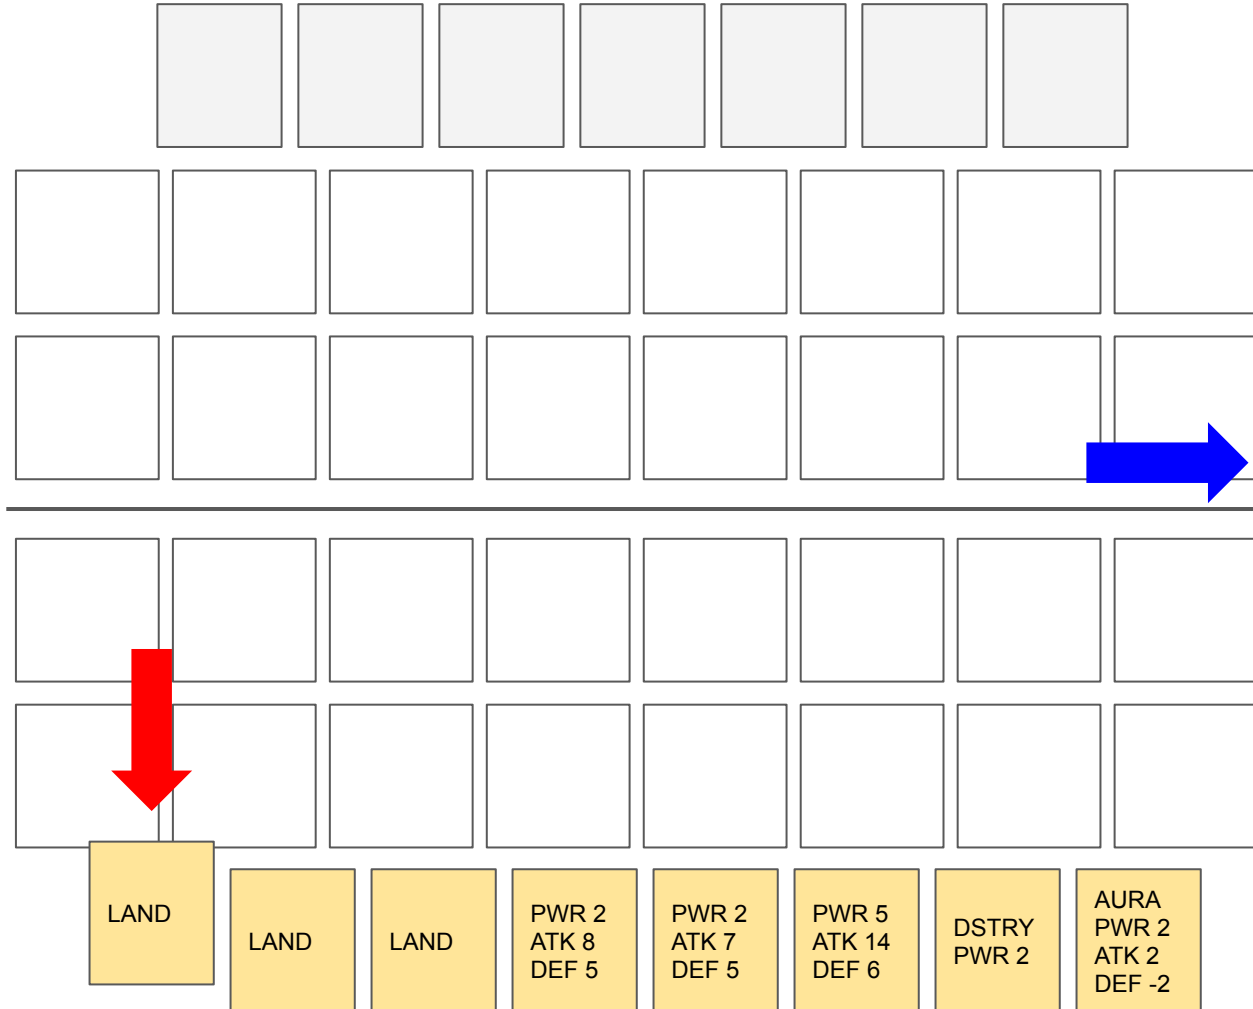 LAND
LAND
LAND
PWR 2
ATK 8
DEF 5
PWR 2
ATK 7
DEF 5
PWR 5
ATK 14
DEF 6
DSTRY
PWR 2
AURA
PWR 2
ATK 2
DEF -2